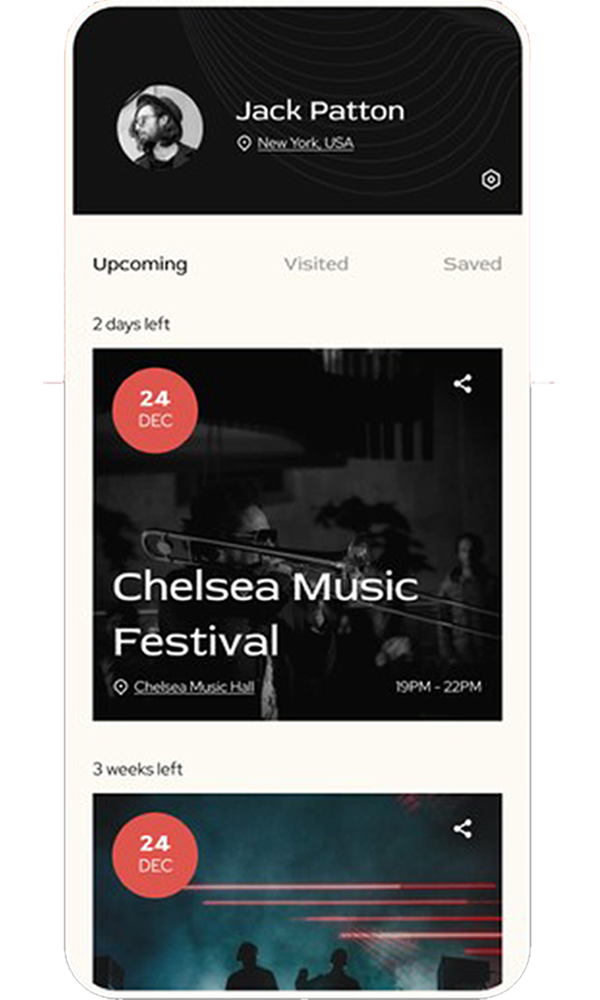 Jack Patton
New York, USA
Upcoming Visited Saved
2 days left
24
DEC
Chelsea Music
Festival
Chelsea Music Hall 19PM - 22PM
3 weeks left
24
DEC